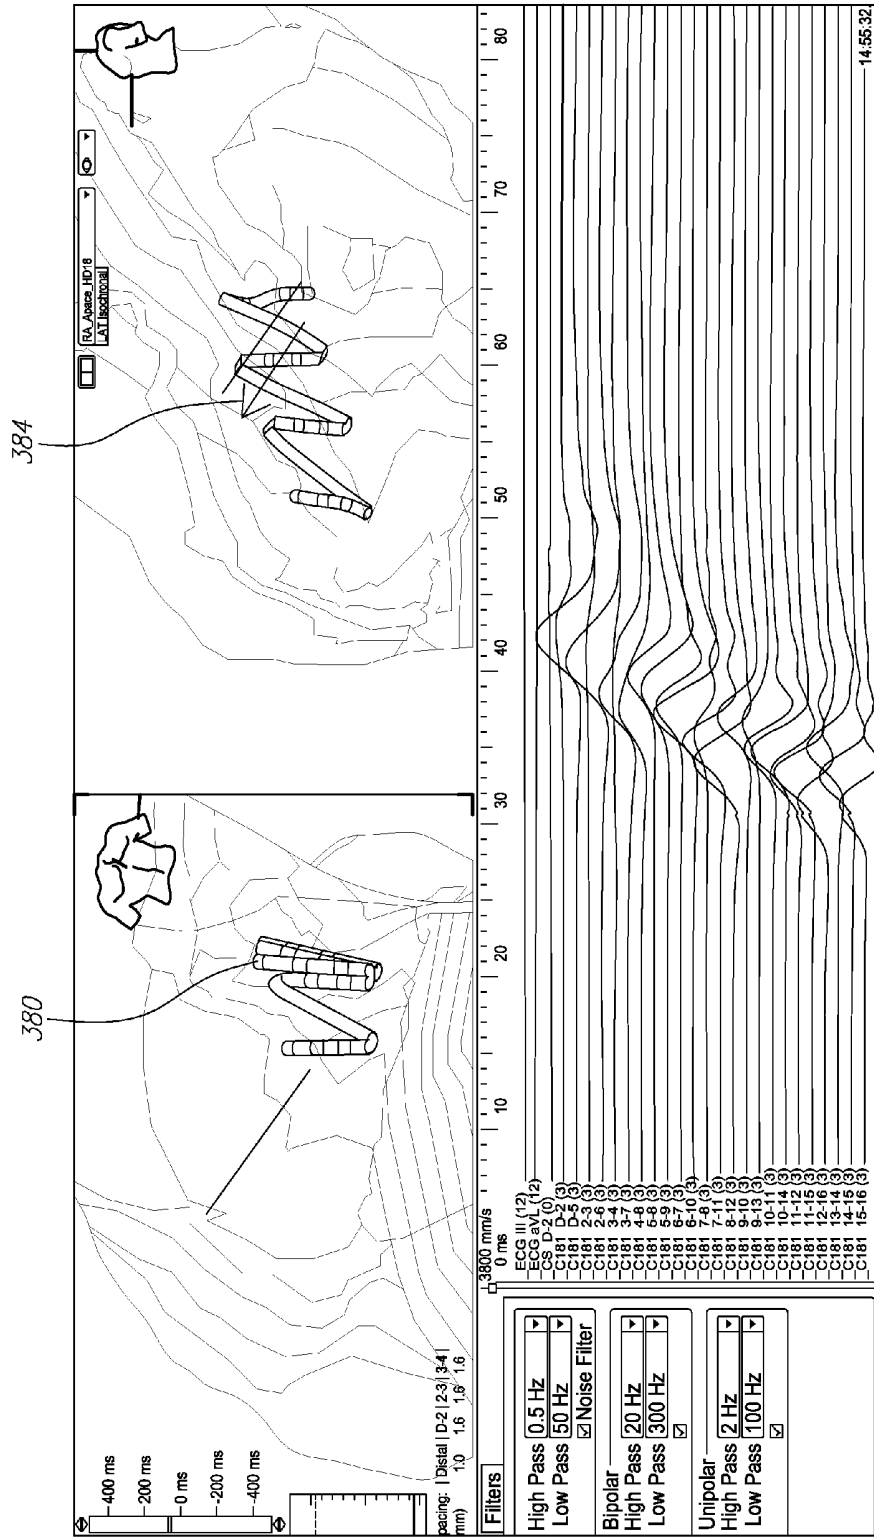 380
384
400 ms
200 ms
0 ms
-200 ms
-400 ms
RA_Apace_HD16
LAT Isochronal
spacing: | Distal | D-2 | 2-3 | 3-4 |
mm) 1.0 1.6 1.6 1.6
Filters
High Pass 0.5 Hz
Low Pass 50 Hz
Noise Filter
Bipolar
High Pass 20 Hz
Low Pass 300 Hz
Unipolar
High Pass 2 Hz
Low Pass 100 Hz
3800 mm/s
0 ms 10 20 30 40 50 60 70 80
ECG III (12)
ECG aVL (12)
CS D-2 (0)
C181 D-2 (3)
C181 D-5 (3)
C181 2-3 (3)
C181 2-6 (3)
C181 3-4 (3)
C181 3-7 (3)
C181 4-8 (3)
C181 5-8 (3)
C181 5-9 (3)
C181 6-7 (3)
C181 6-10 (3)
C181 7-8 (3)
C181 7-11 (3)
C181 8-12 (3)
C181 9-10 (3)
C181 9-13 (3)
C181 10-11 (3)
C181 10-14 (3)
C181 11-12 (3)
C181 11-15 (3)
C181 12-16 (3)
C181 13-14 (3)
C181 14-15 (3)
C181 15-16 (3)
14:55:32